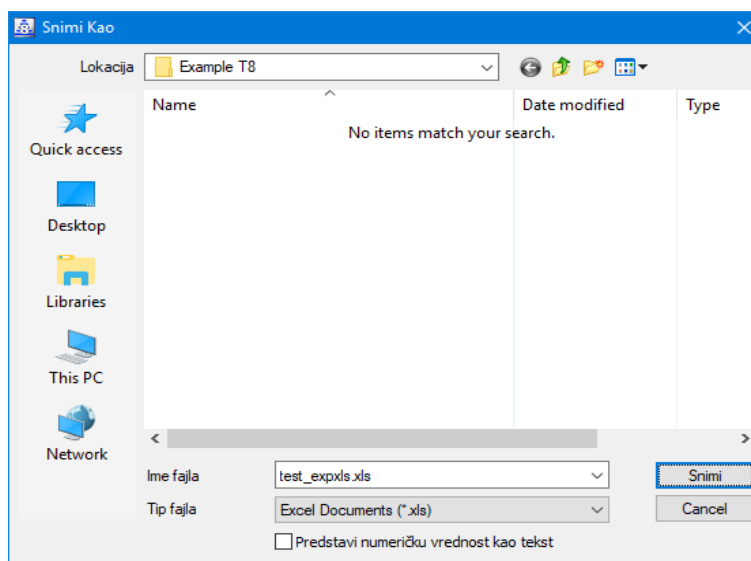 Snimi Kao
Lokacija Example T8
Name Date modified Type
No items match your search.
Quick access
Desktop
Libraries
This PC
Network
Ime fajla test_expxls.xls Snimi
Tip fajla Excel Documents (*.xls) Cancel
Predstavi numeričku vrednost kao tekst